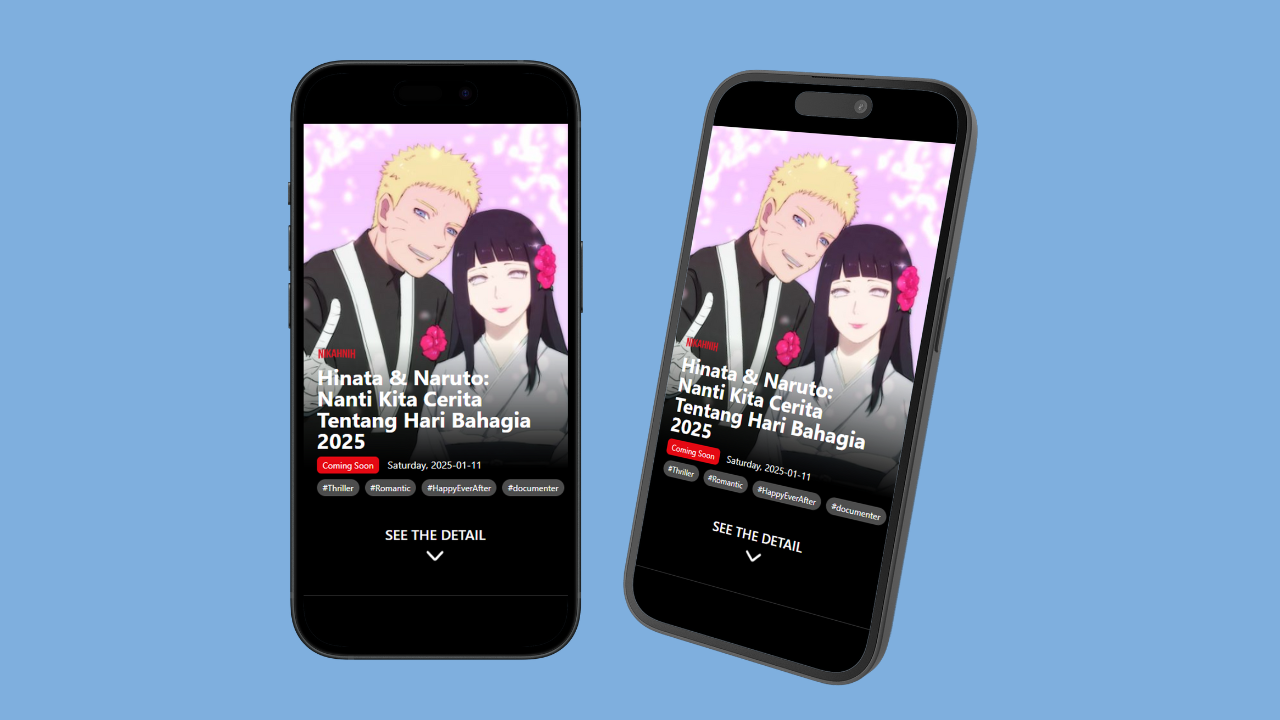 NIKAHNIH
Hinata & Naruto:
Nanti Kita Cerita
Tentang Hari Bahagia
2025
Coming Soon Saturday, 2025-01-11
#Thriller #Romantic #HappyEverAfter #documenter
SEE THE DETAIL
NIKAHNIH
Hinata & Naruto:
Nanti Kita Cerita
Tentang Hari Bahagia
2025
Coming Soon Saturday, 2025-01-11
#Thriller #Romantic #HappyEverAfter #documenter
SEE THE DETAIL